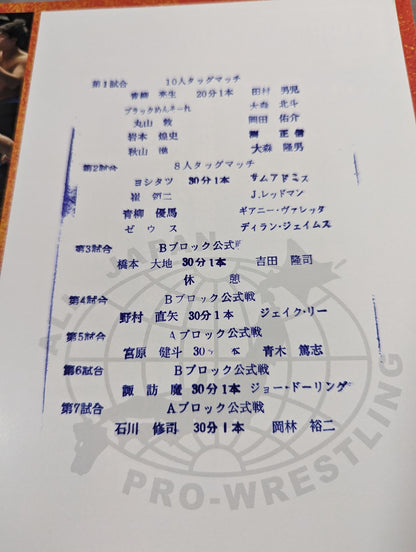 第1試合 10人タッグマッチ
青柳 亮生 20分1本 田村 男児
ブラックめんそーれ 大森 北斗
丸山 敦 岡田 佑介
岩本 煌史 正信
秋山 準 大森 隆男
第2試合 8人タッグマッチ
ヨシタツ 30分1本 サムアドニス
崔 領二 J.レッドマン
青柳 優馬 ギアニー・ヴァレッタ
ゼウス ディラン・ジェイムス
第3試合 Bブロック公式
橋本 大地 30分1本 吉田 隆司
休 憩
第4試合 Bブロック公式戦
野村 直矢 30分1本 ジェイク・リー
第5試合 Aブロック公式戦
宮原 健斗 30分1本 青木 篤志
第6試合 Bブロック公式戦
諏訪 魔 30分1本 ジョー・ドーリング
第7試合 Aブロック公式戦
石川 修司 30分1本 岡林 裕二
ALL JAPAN
PRO-WRESTLING